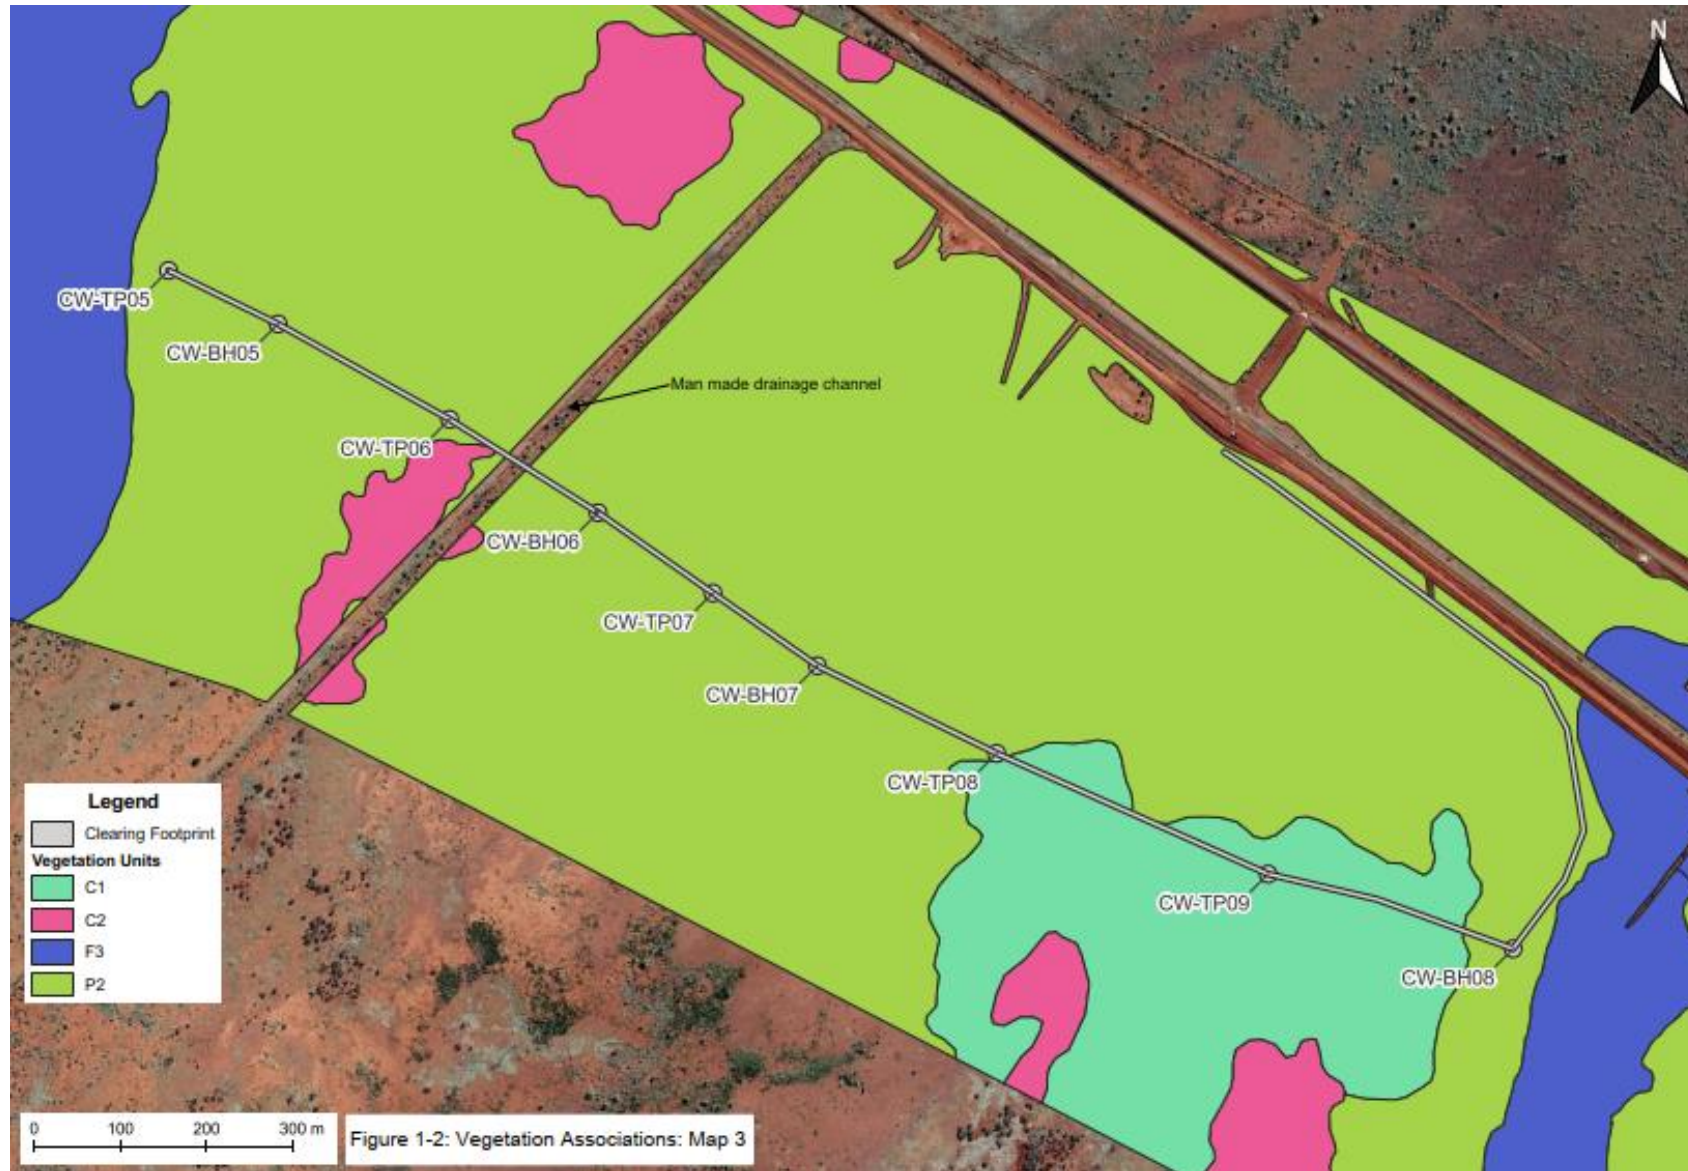 N
CW-TP05
CW-BH05
Man made drainage channel
CW-TP06
CW-BH06
CW-TP07
CW-BH07
CW-TP08
CW-TP09
CW-BH08
Legend
Clearing Footprint
Vegetation Units
C1
C2
F3
P2
0 100 200 300 m
Figure 1-2: Vegetation Associations: Map 3